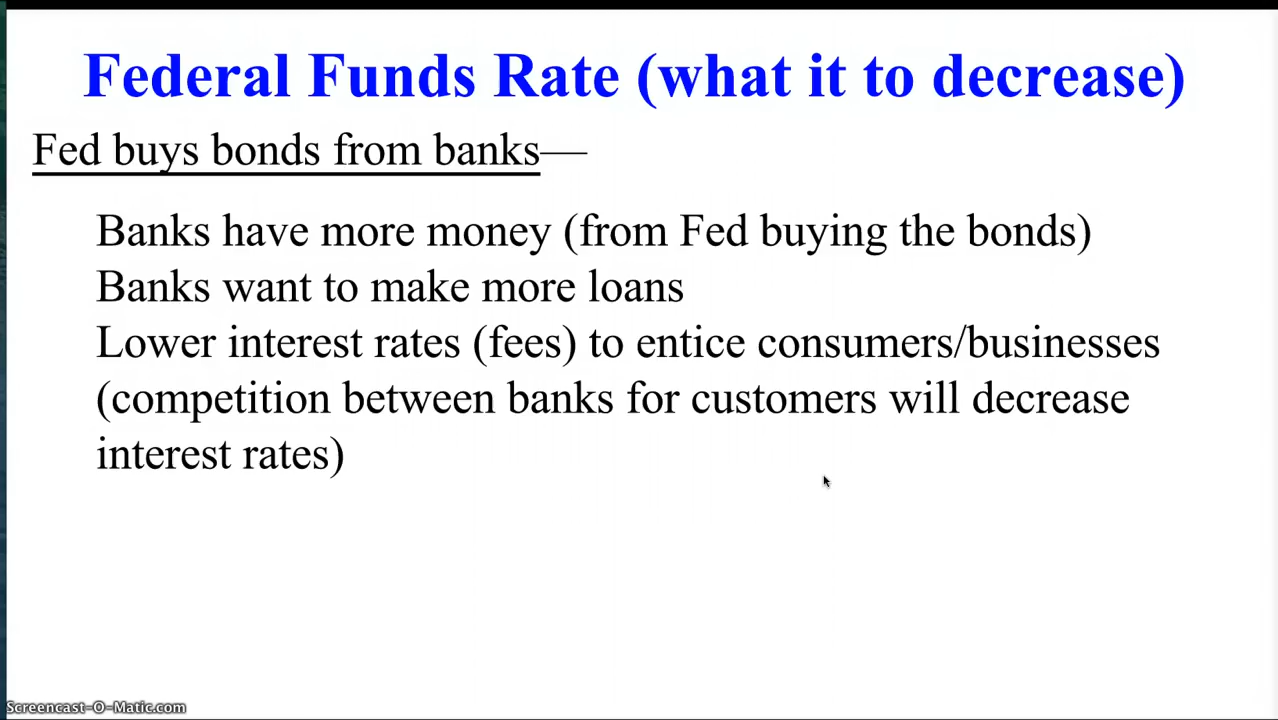 Federal Funds Rate (what it to decrease)
Fed buys bonds from banks—
Banks have more money (from Fed buying the bonds)
Banks want to make more loans
Lower interest rates (fees) to entice consumers/businesses
(competition between banks for customers will decrease
interest rates)
Screencast-O-Matic.com